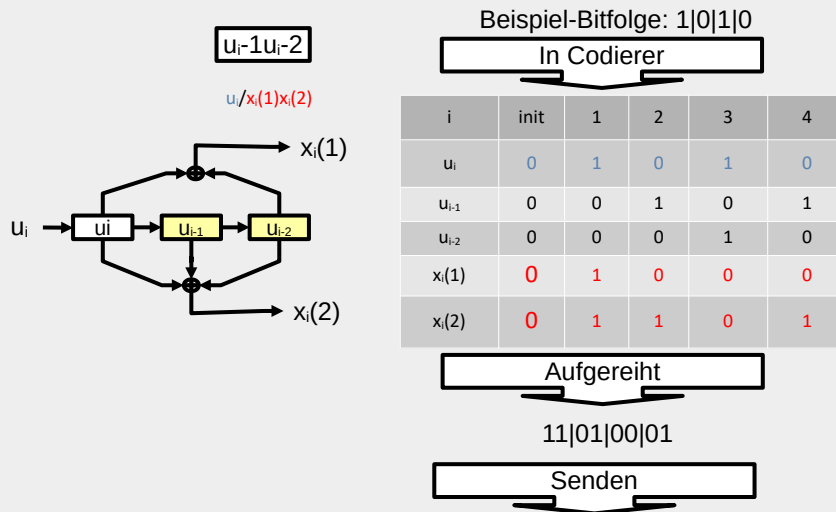 uᵢ-1uᵢ-2
uᵢ/xᵢ(1)xᵢ(2)
xᵢ(1)
uᵢ
ui
uᵢ₋₁
uᵢ₋₂
xᵢ(2)
Beispiel-Bitfolge: 1|0|1|0
In Codierer
i init 1 2 3 4
uᵢ 0 1 0 1 0
uᵢ₋₁ 0 0 1 0 1
uᵢ₋₂ 0 0 0 1 0
xᵢ(1) 0 1 0 0 0
xᵢ(2) 0 1 1 0 1
Aufgereiht
11|01|00|01
Senden